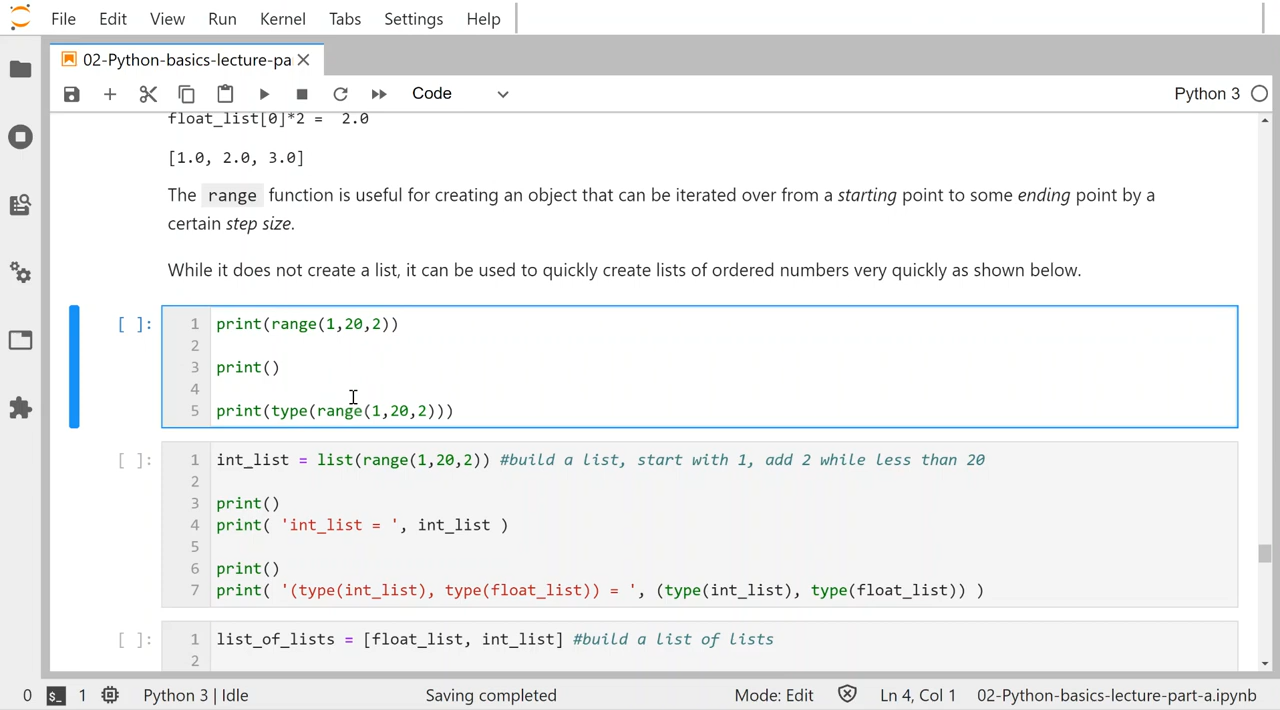 File Edit View Run Kernel Tabs Settings Help
02-Python-basics-lecture-pa
Code Python 3
float_list[0]*2 =  2.0
[1.0, 2.0, 3.0]
The range function is useful for creating an object that can be iterated over from a starting point to some ending point by a
certain step size.
While it does not create a list, it can be used to quickly create lists of ordered numbers very quickly as shown below.
[ ]: 1 print(range(1,20,2))
2
3 print()
4
5 print(type(range(1,20,2)))
[ ]: 1 int_list = list(range(1,20,2)) #build a list, start with 1, add 2 while less than 20
2
3 print()
4 print( 'int_list = ', int_list )
5
6 print()
7 print( '(type(int_list), type(float_list)) = ', (type(int_list), type(float_list)) )
[ ]: 1 list_of_lists = [float_list, int_list] #build a list of lists
2
0 $_ 1 Python 3 | Idle Saving completed Mode: Edit Ln 4, Col 1 02-Python-basics-lecture-part-a.ipynb